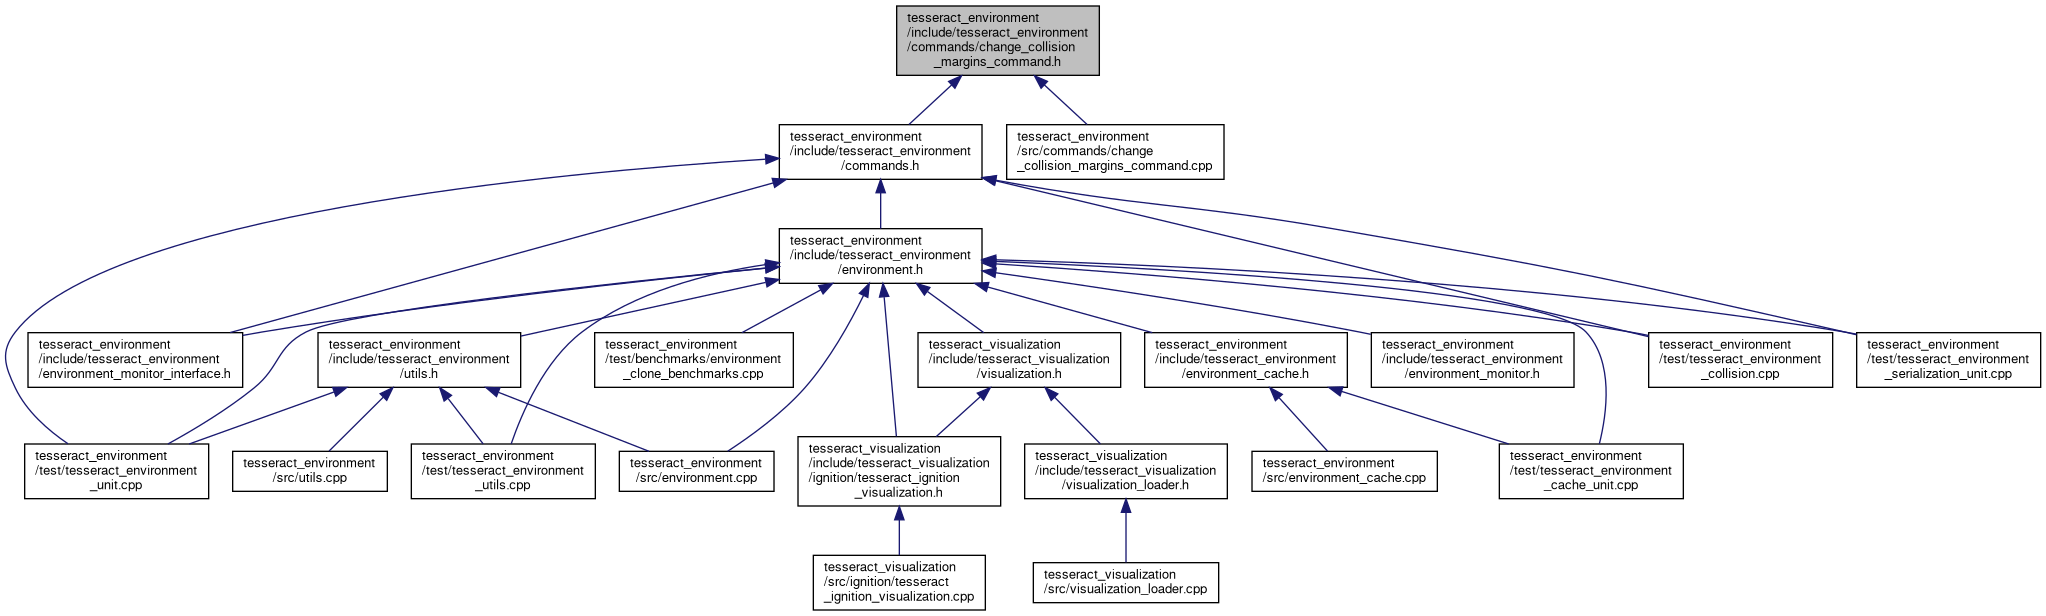 tesseract_environment
/include/tesseract_environment
/commands/change_collision
_margins_command.h
tesseract_environment
/include/tesseract_environment
/commands.h
tesseract_environment
/src/commands/change
_collision_margins_command.cpp
tesseract_environment
/include/tesseract_environment
/environment.h
tesseract_environment
/include/tesseract_environment
/environment_monitor_interface.h
tesseract_environment
/include/tesseract_environment
/utils.h
tesseract_environment
/test/benchmarks/environment
_clone_benchmarks.cpp
tesseract_visualization
/include/tesseract_visualization
/visualization.h
tesseract_environment
/include/tesseract_environment
/environment_cache.h
tesseract_environment
/include/tesseract_environment
/environment_monitor.h
tesseract_environment
/test/tesseract_environment
_collision.cpp
tesseract_environment
/test/tesseract_environment
_serialization_unit.cpp
tesseract_environment
/test/tesseract_environment
_unit.cpp
tesseract_environment
/src/utils.cpp
tesseract_environment
/test/tesseract_environment
_utils.cpp
tesseract_environment
/src/environment.cpp
tesseract_visualization
/include/tesseract_visualization
/ignition/tesseract_ignition
_visualization.h
tesseract_visualization
/include/tesseract_visualization
/visualization_loader.h
tesseract_environment
/src/environment_cache.cpp
tesseract_environment
/test/tesseract_environment
_cache_unit.cpp
tesseract_visualization
/src/ignition/tesseract
_ignition_visualization.cpp
tesseract_visualization
/src/visualization_loader.cpp